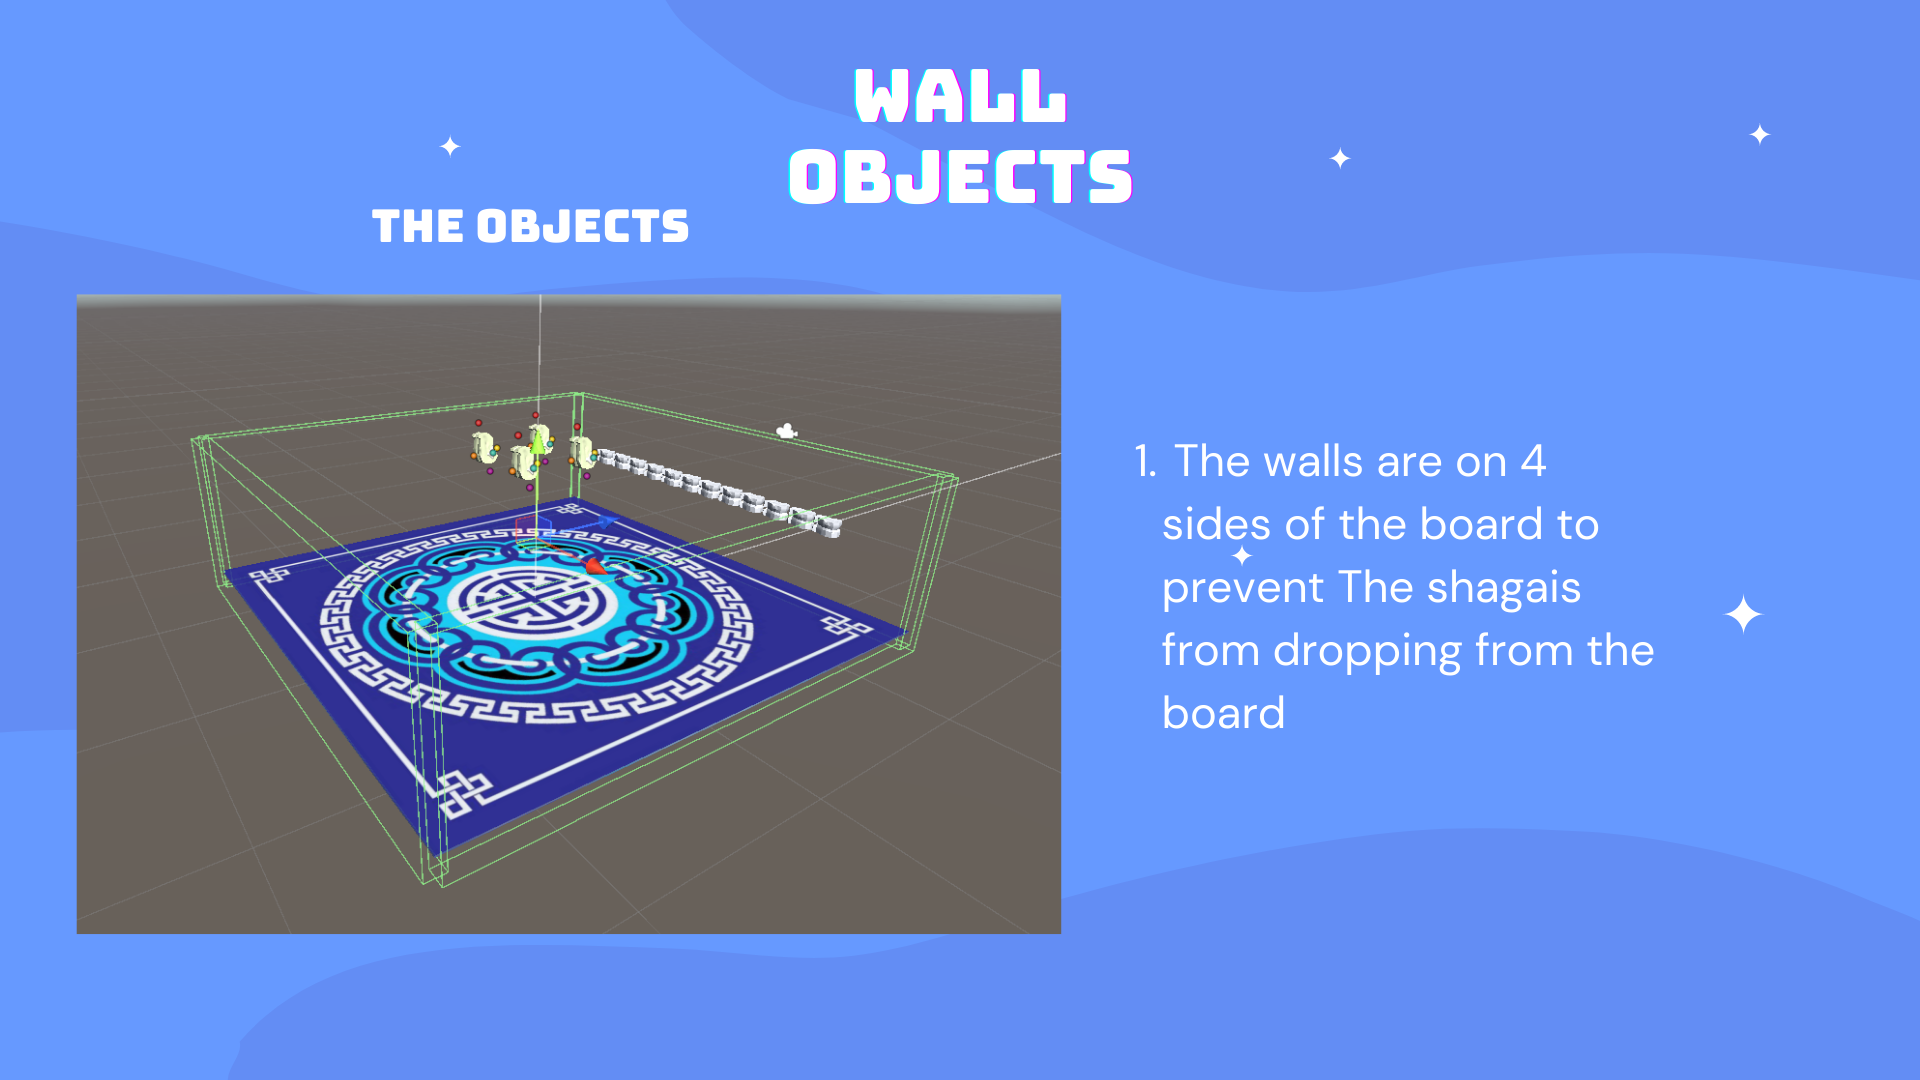 WALL
OBJECTS
THE OBJECTS
1. The walls are on 4
sides of the board to
prevent The shagais
from dropping from the
board